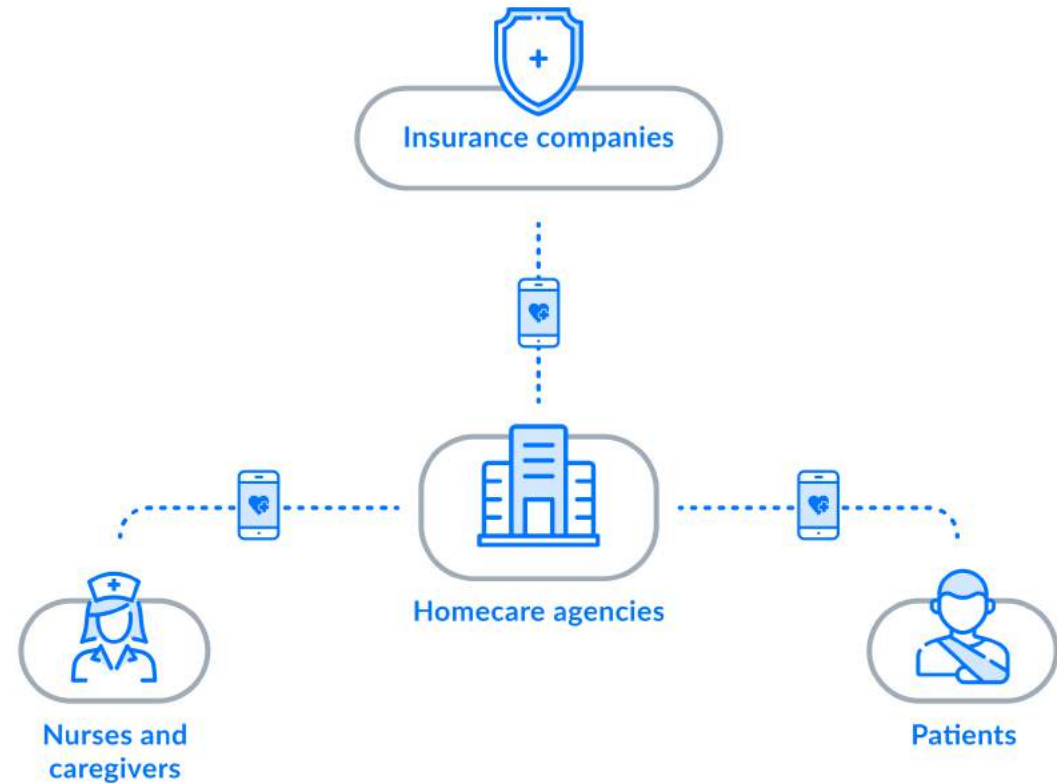 Insurance companies
Homecare agencies
Nurses and
caregivers
Patients